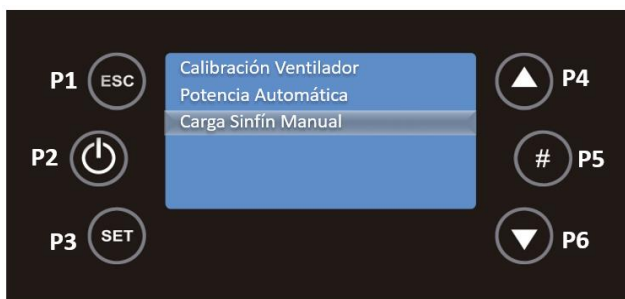 P1 ESC
P2
P3 SET
Calibración Ventilador
Potencia Automática
Carga Sinfín Manual
P4
# P5
P6